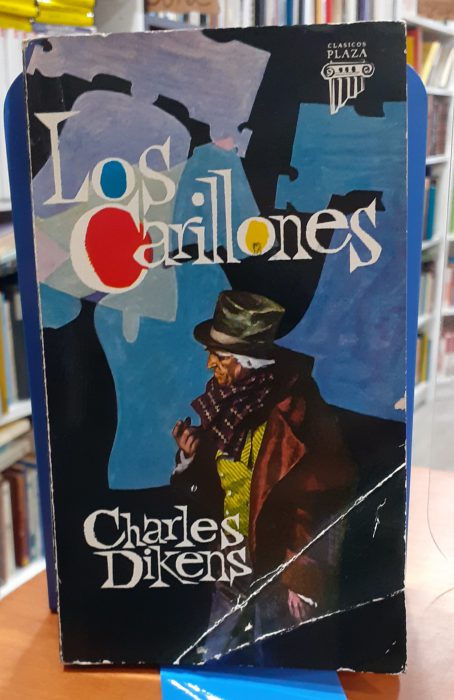 CLASICOS
PLAZA
Los
Carillones
Charles
Dikens